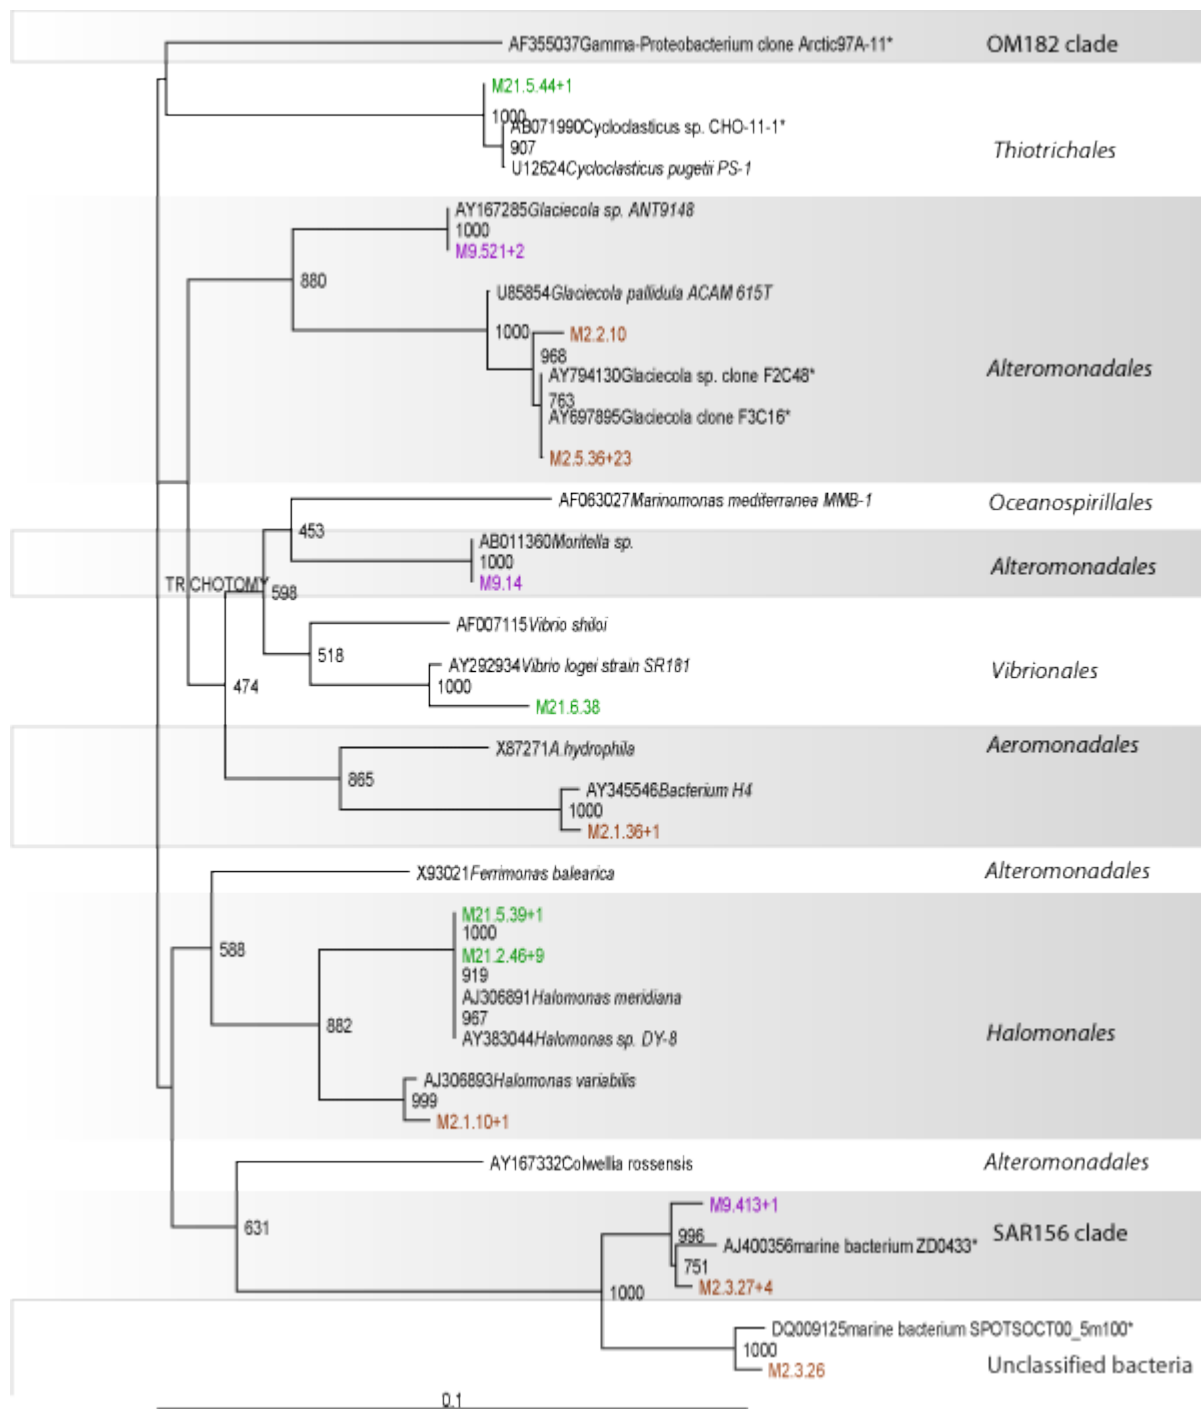 AF355037Gamma-Proteobacterium clone Arctic97A-11* OM182 clade
M21.5.44+1
1000
AB071990Cycloclasticus sp. CHO-11-1*
907 Thiotrichales
U12624Cycloclasticus pugetii PS-1
AY167285Glaciecola sp. ANT9148
1000
M9.521+2
880
U85854Glaciecola pallidula ACAM 615T
1000 M2.2.10
968
AY794130Glaciecola sp. clone F2C48* Alteromonadales
763
AY697895Glaciecola clone F3C16*
M2.5.36+23
AF063027Marinomonas mediterranea MMB-1 Oceanospirillales
453
AB011360Moritella sp.
1000 Alteromonadales
M9.14
TRICHOTOMY
598
AF007115Vibrio shiloi
518
AY292934Vibrio logei strain SR181 Vibrionales
474 1000
M21.6.38
X87271A.hydrophila Aeromonadales
865
AY345546Bacterium H4
1000
M2.1.36+1
X93021Ferrimonas balearica Alteromonadales
M21.5.39+1
1000
588
M21.2.46+9
919
AJ306891Halomonas meridiana
967
882 Halomonales
AY383044Halomonas sp. DY-8
AJ306893Halomonas variabilis
999
M2.1.10+1
AY167332Colwellia rossensis Alteromonadales
M9.413+1
631 996 SAR156 clade
AJ400356marine bacterium ZD0433*
751
M2.3.27+4
1000
DQ009125marine bacterium SPOTSOCT00_5m100*
1000
M2.3.26 Unclassified bacteria
0.1